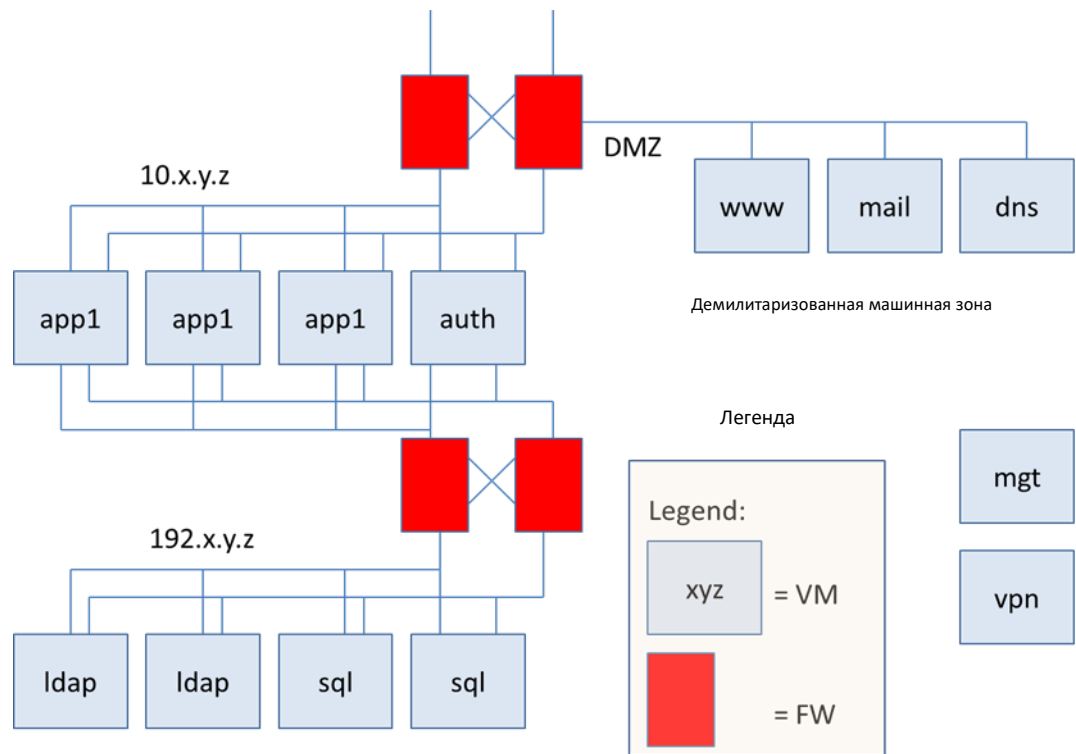 DMZ
10.x.y.z
www
mail
dns
app1
app1
app1
auth
Демилитаризованная машинная зона
Легенда
Legend:
xyz
= VM
= FW
mgt
vpn
192.x.y.z
ldap
ldap
sql
sql